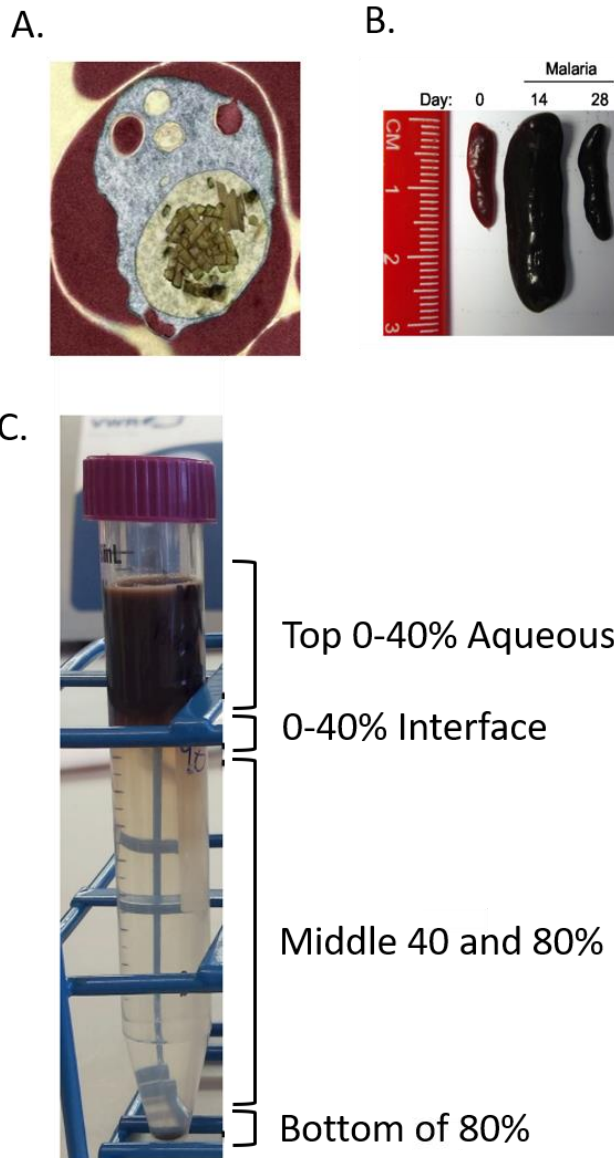 A.
B.
Malaria
Day: 0 14 28
CM
1
2
3
C.
VWR
Top 0-40% Aqueous
0-40% Interface
Middle 40 and 80%
Bottom of 80%